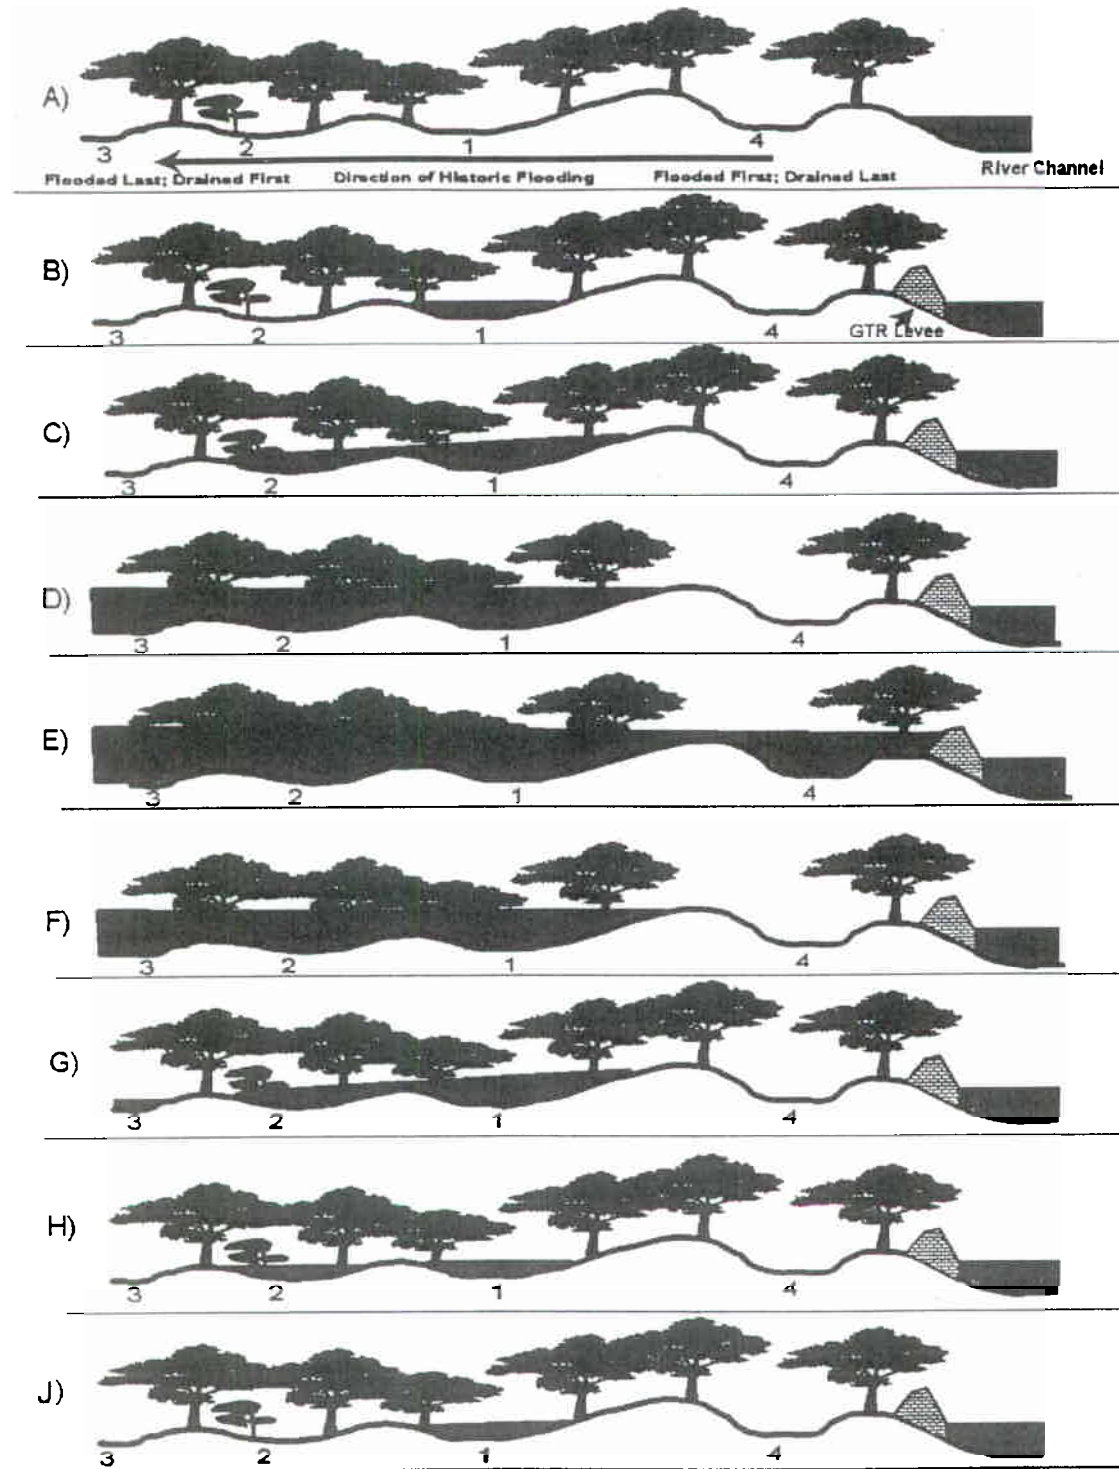 A)
3 2 1 4
Flooded Last; Drained First Direction of Historic Flooding Flooded First; Drained Last River Channel
B)
GTR Levee
3 2 1 4
C)
3 2 1 4
D)
3 2 1 4
E)
3 2 1 4
F)
3 2 1 4
G)
3 2 1 4
H)
3 2 1 4
J)
3 2 1 4